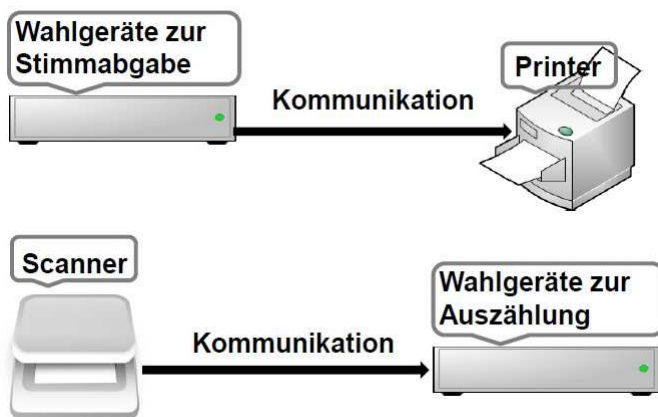 Wahlgeräte zur
Stimmabgabe
Printer
Kommunikation
Scanner
Wahlgeräte zur
Auszählung
Kommunikation